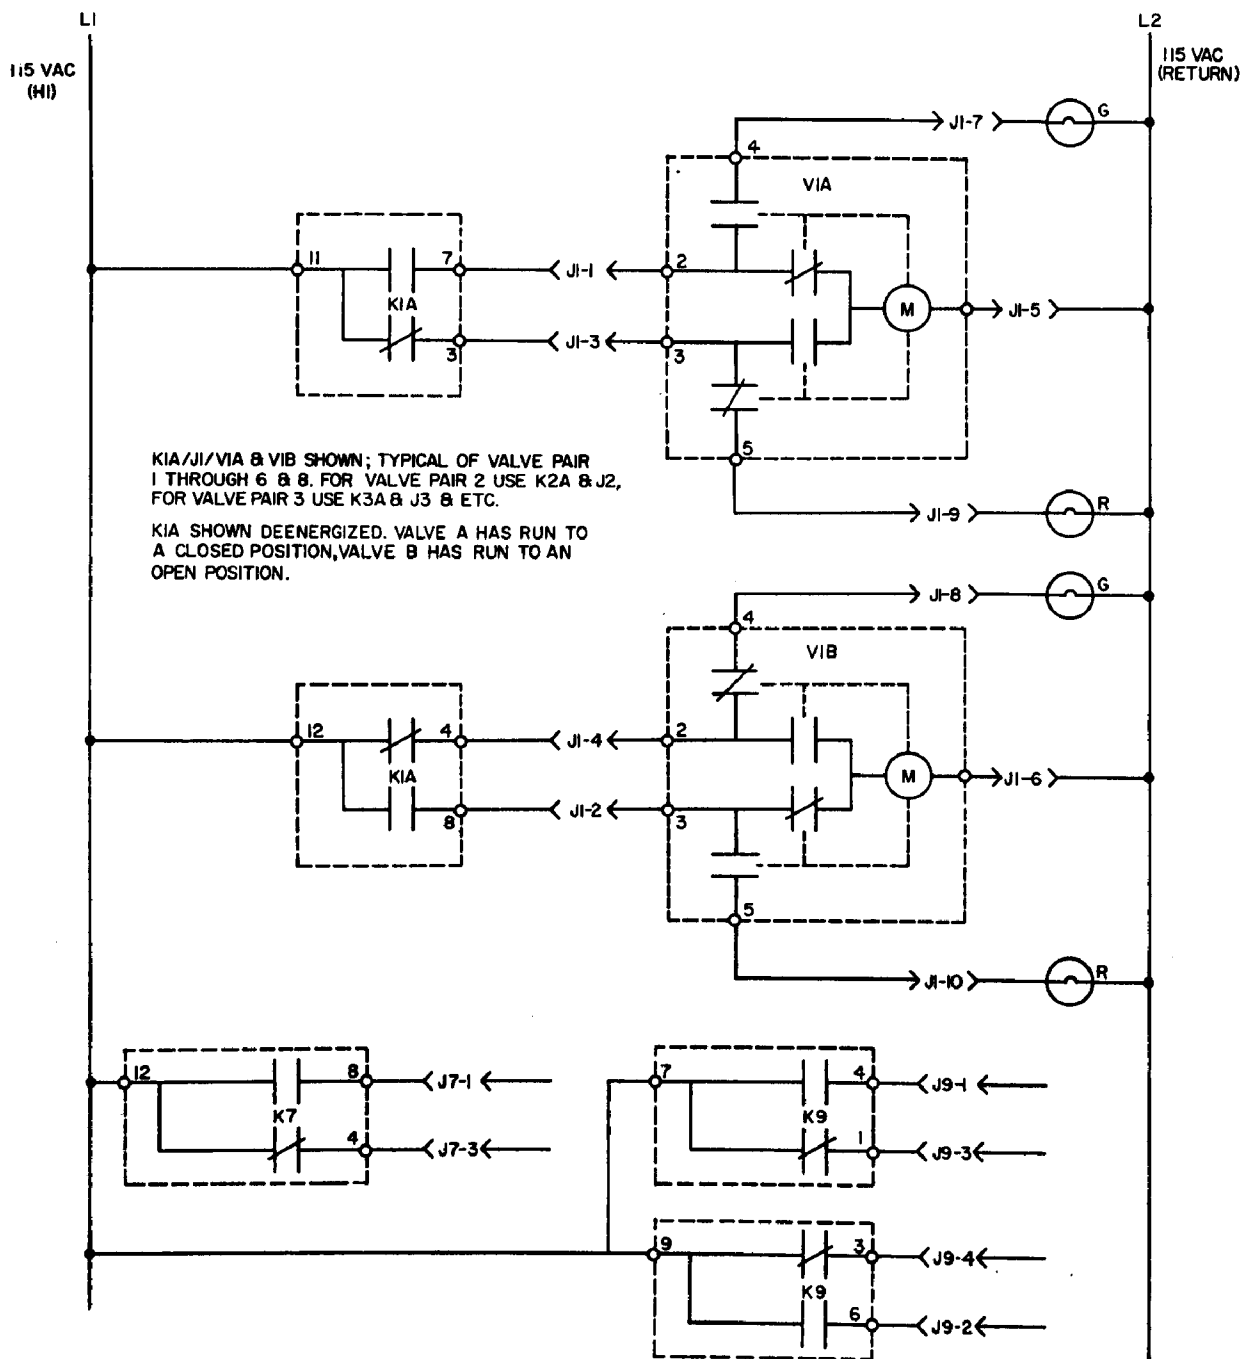 L1
L2
115 VAC
(HI)
115 VAC
(RETURN)
J1-7
G
4
V1A
11
7
J1-1
2
K1A
M
J1-5
3
J1-3
3
5
K1A/J1/V1A & V1B SHOWN; TYPICAL OF VALVE PAIR
1 THROUGH 6 & 8. FOR VALVE PAIR 2 USE K2A & J2,
FOR VALVE PAIR 3 USE K3A & J3 & ETC.
J1-9
R
K1A SHOWN DEENERGIZED. VALVE A HAS RUN TO
A CLOSED POSITION, VALVE B HAS RUN TO AN
OPEN POSITION.
J1-8
G
4
V1B
12
4
J1-4
2
K1A
M
J1-6
8
J1-2
3
5
J1-10
R
12
8
J7-1
7
4
J9-1
K7
K9
4
J7-3
1
J9-3
9
3
J9-4
K9
6
J9-2